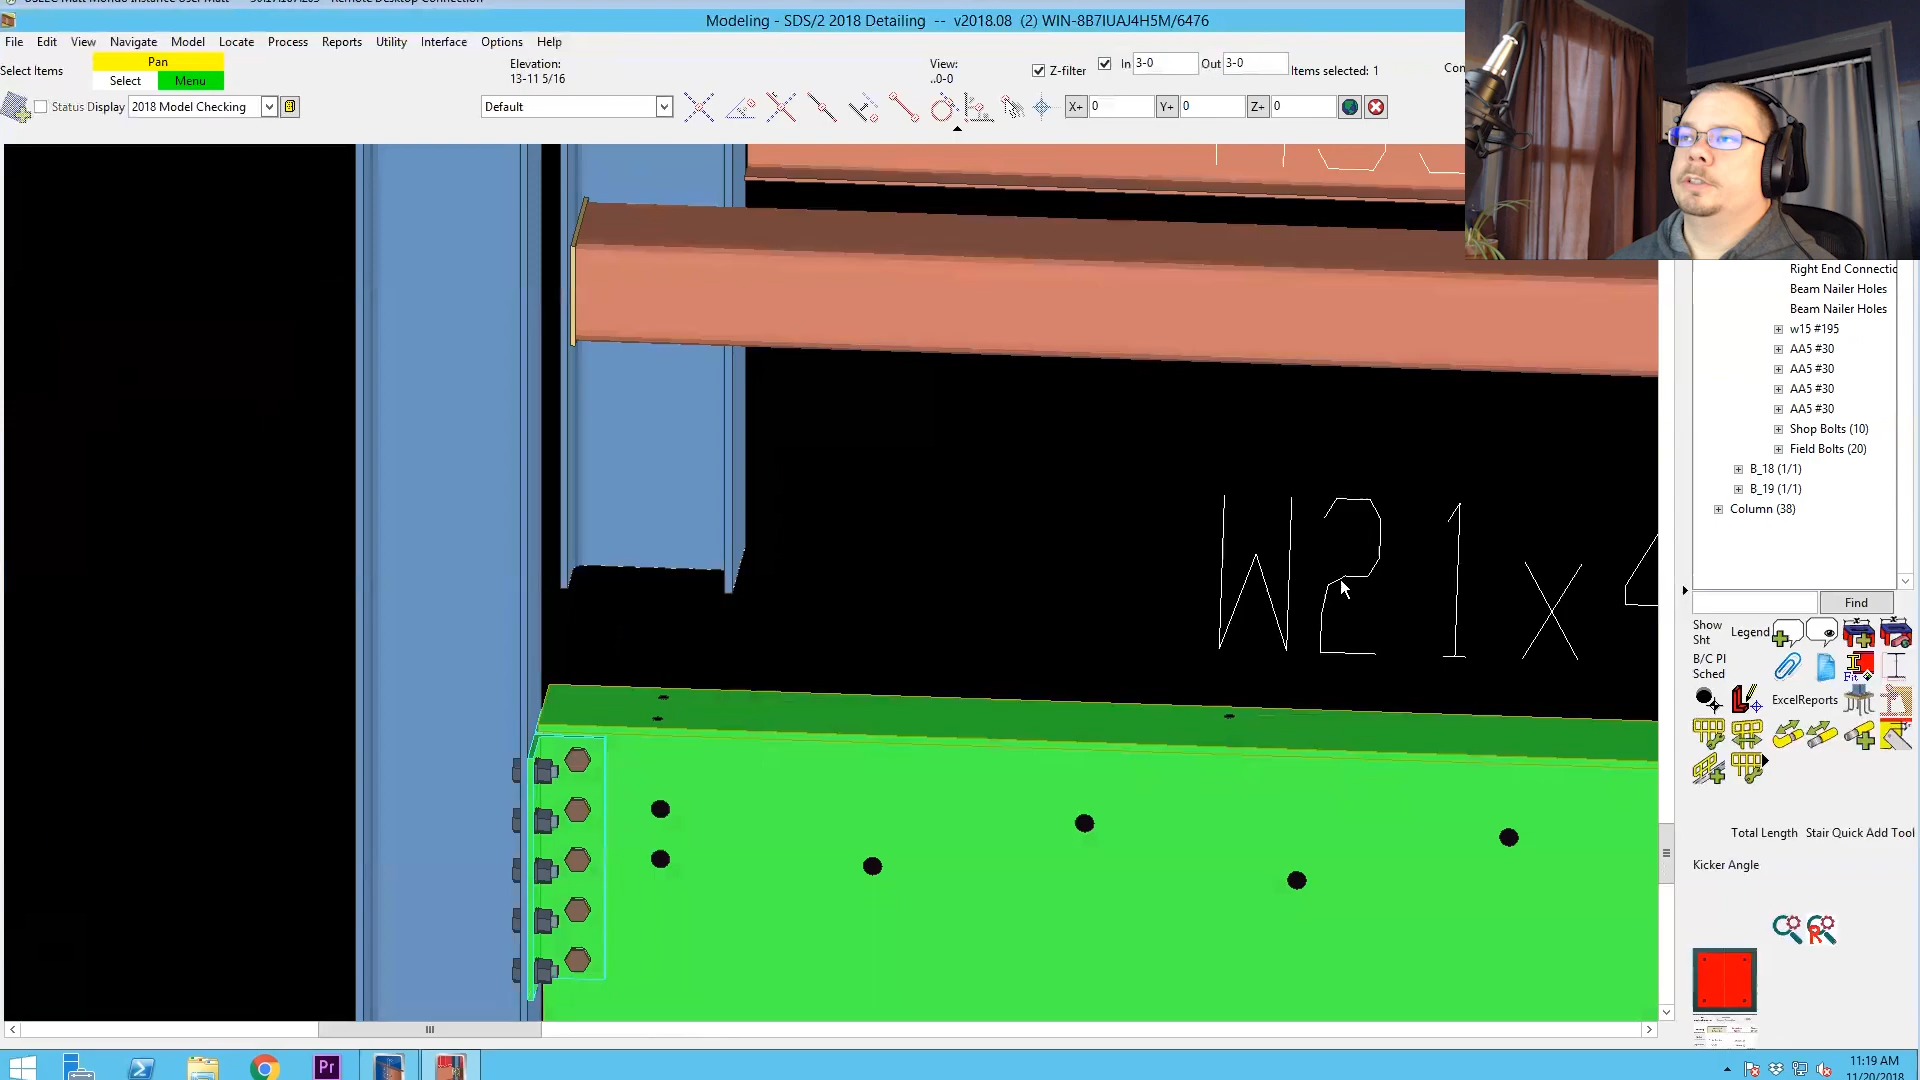 Modeling - SDS/2 2018 Detailing -- v2018.08 (2) WIN-8B7IUAJ4H5M/6476
File Edit View Navigate Model Locate Process Reports Utility Interface Options Help
Select Items
Pan
Select Menu
Elevation:
13-11 5/16
View:
..0-0
Z-filter In 3-0 Out 3-0 Items selected: 1
Status Display 2018 Model Checking
Default
X+ 0 Y+ 0 Z+ 0
W21x4
Right End Connectio
Beam Nailer Holes
Beam Nailer Holes
w15 #195
AA5 #30
AA5 #30
AA5 #30
AA5 #30
Shop Bolts (10)
Field Bolts (20)
B_18 (1/1)
B_19 (1/1)
Column (38)
Find
Show
Sht
Legend
B/C Pl
Sched
Fit
ExcelReports
Total Length Stair Quick Add Tool
Kicker Angle
R
Pr
11:19 AM
11/20/2018